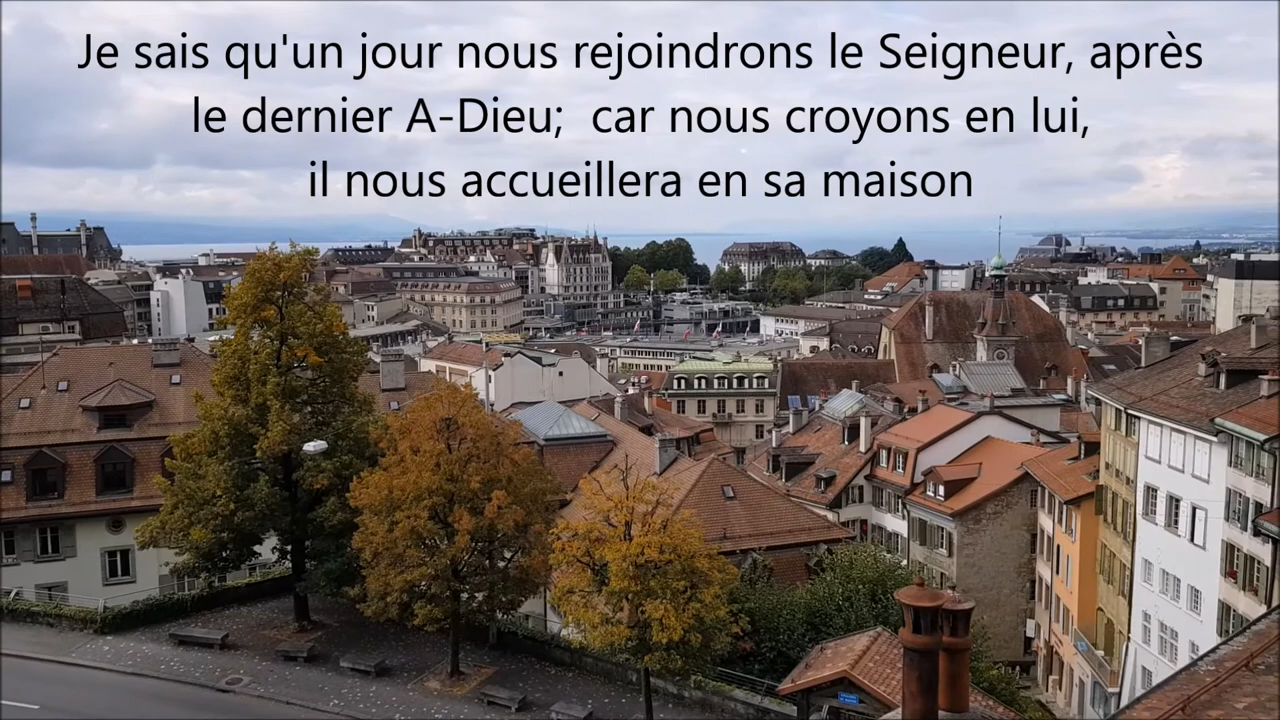 Je sais qu'un jour nous rejoindrons le Seigneur, après
le dernier A-Dieu;  car nous croyons en lui,
il nous accueillera en sa maison